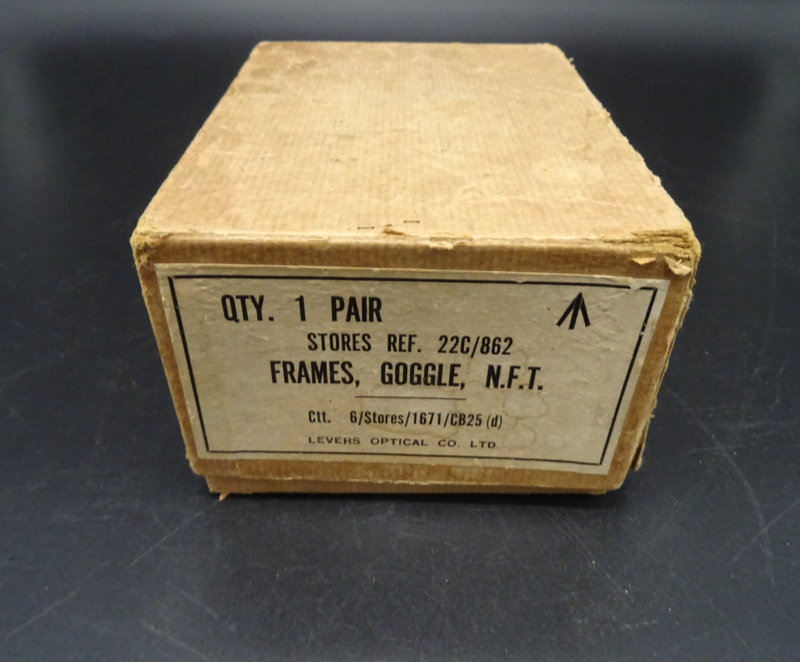 QTY. 1 PAIR
STORES REF. 22C/862
FRAMES, GOGGLE, N.F.T.
Ctt. 6/Stores/1671/CB25 (d)
LEVERS OPTICAL CO. LTD.